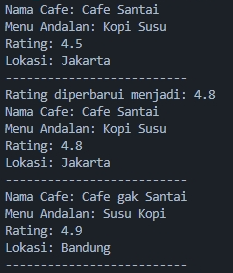 Nama Cafe: Cafe Santai
Menu Andalan: Kopi Susu
Rating: 4.5
Lokasi: Jakarta
--------------------------
Rating diperbarui menjadi: 4.8
Nama Cafe: Cafe Santai
Menu Andalan: Kopi Susu
Rating: 4.8
Lokasi: Jakarta
--------------------------
Nama Cafe: Cafe gak Santai
Menu Andalan: Susu Kopi
Rating: 4.9
Lokasi: Bandung
--------------------------